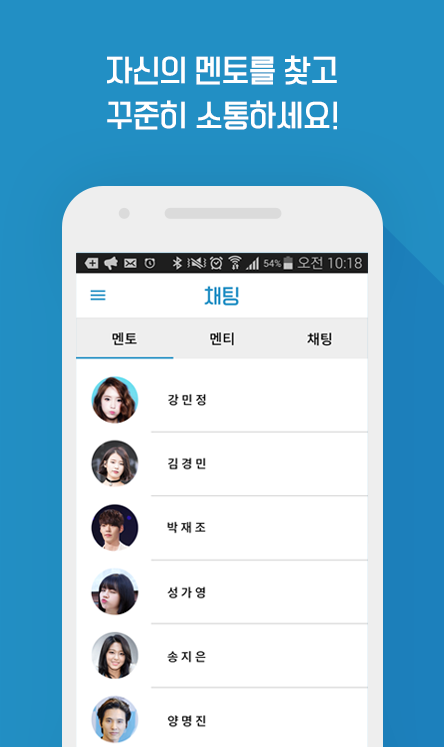 자신의 멘토를 찾고
꾸준히 소통하세요!
54% 오전 10:18
채팅
멘토 멘티 채팅
강민정
김경민
박재조
성가영
송지은
양명진